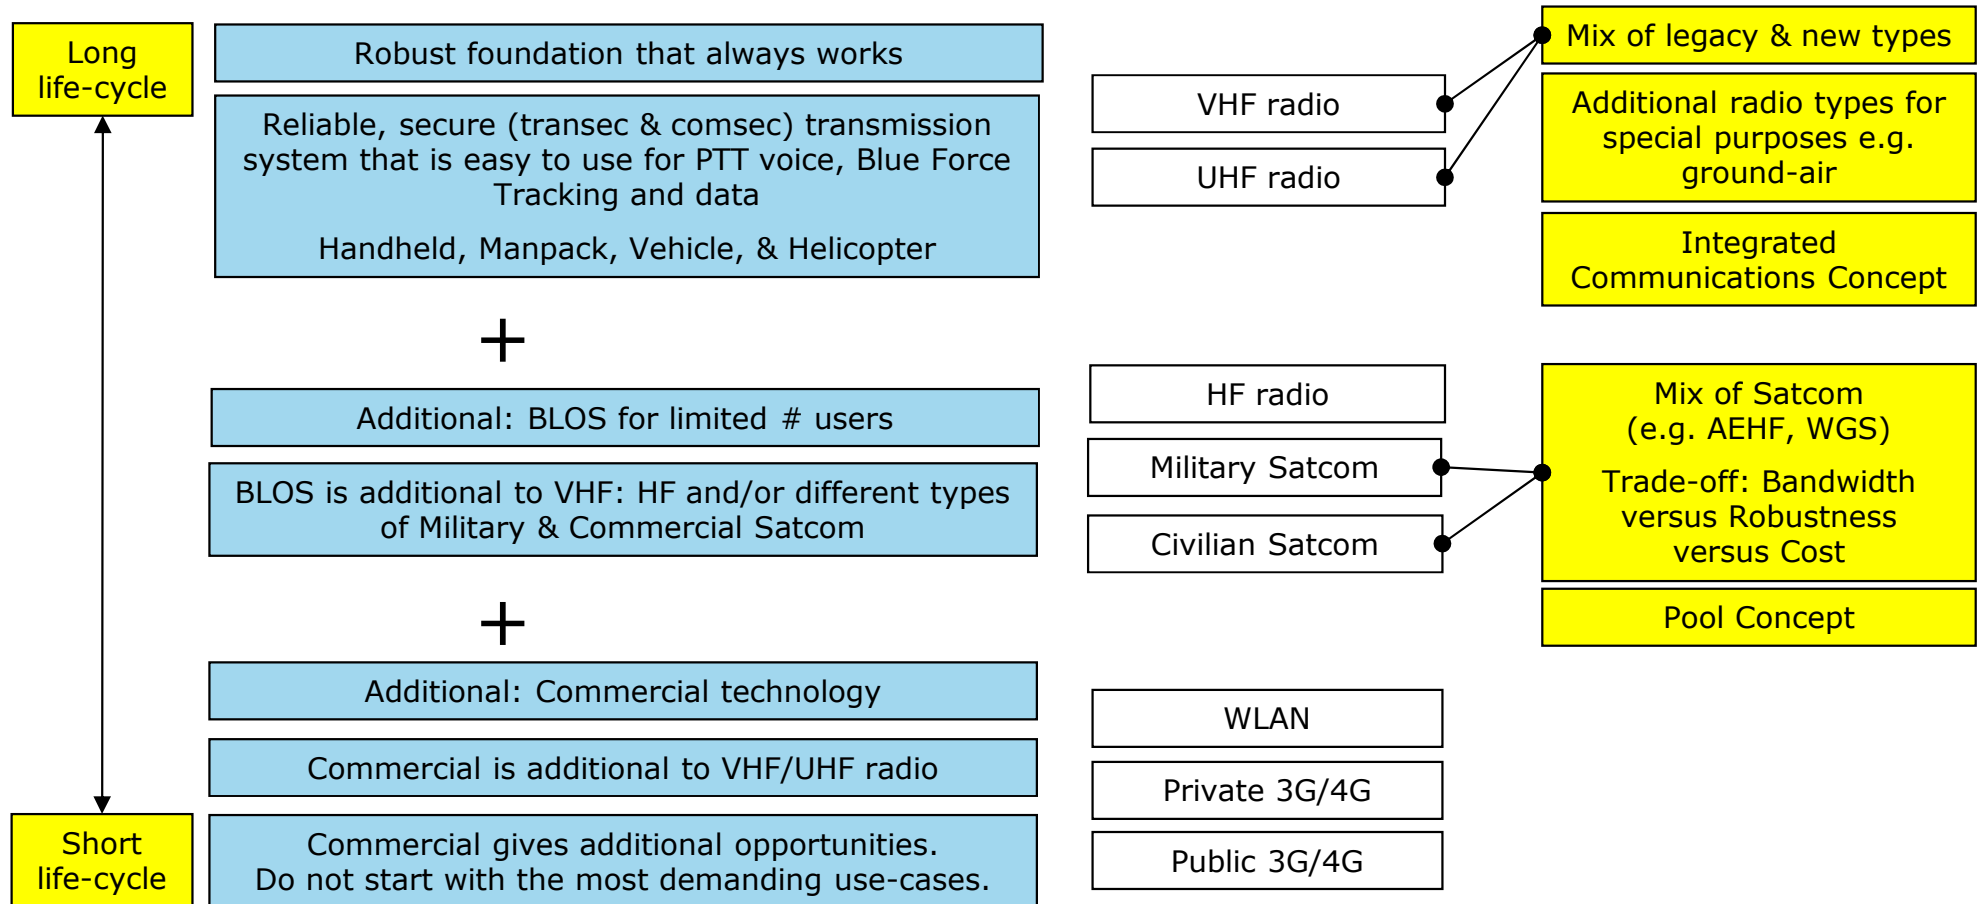 Long
life-cycle
Robust foundation that always works
Reliable, secure (transec & comsec) transmission
system that is easy to use for PTT voice, Blue Force
Tracking and data
Handheld, Manpack, Vehicle, & Helicopter
VHF radio
UHF radio
Mix of legacy & new types
Additional radio types for
special purposes e.g.
ground-air
Integrated
Communications Concept
+
Additional: BLOS for limited # users
BLOS is additional to VHF: HF and/or different types
of Military & Commercial Satcom
HF radio
Military Satcom
Civilian Satcom
Mix of Satcom
(e.g. AEHF, WGS)
Trade-off: Bandwidth
versus Robustness
versus Cost
Pool Concept
+
Additional: Commercial technology
Commercial is additional to VHF/UHF radio
Short
life-cycle
Commercial gives additional opportunities.
Do not start with the most demanding use-cases.
WLAN
Private 3G/4G
Public 3G/4G